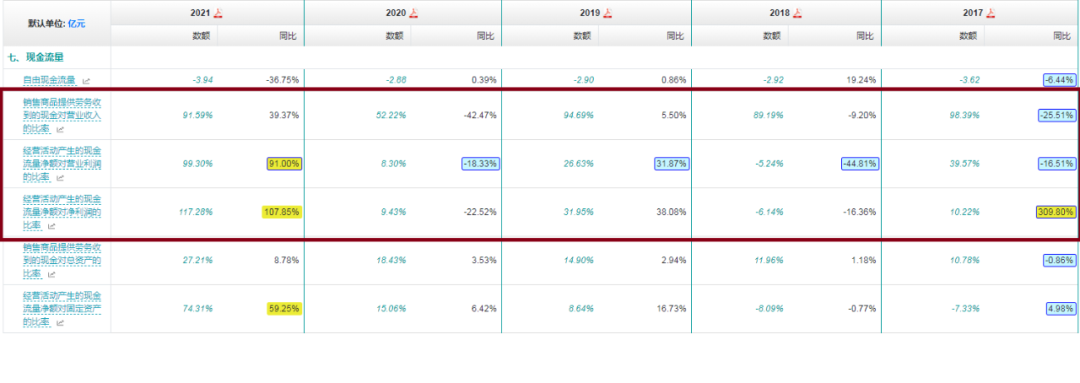 默认单位: 亿元 2021 2020 2019 2018 2017
数额 同比 数额 同比 数额 同比 数额 同比 数额 同比
七、现金流量
自由现金流量 -3.94 -36.75% -2.88 0.39% -2.90 0.86% -2.92 19.24% -3.62 -6.44%
销售商品提供劳务收
到的现金对营业收入
的比率 91.59% 39.37% 52.22% -42.47% 94.69% 5.50% 89.19% -9.20% 98.39% -25.51%
经营活动产生的现金
流量净额对营业利润
的比率 99.30% 91.00% 8.30% -18.33% 26.63% 31.87% -5.24% -44.81% 39.57% -16.51%
经营活动产生的现金
流量净额对净利润的
比率 117.28% 107.85% 9.43% -22.52% 31.95% 38.08% -6.14% -16.36% 10.22% 309.80%
销售商品提供劳务收
到的现金对总资产的
比率 27.21% 8.78% 18.43% 3.53% 14.90% 2.94% 11.96% 1.18% 10.78% -0.86%
经营活动产生的现金
流量净额对固定资产
的比率 74.31% 59.25% 15.06% 6.42% 8.64% 16.73% -8.09% -0.77% -7.33% 4.98%